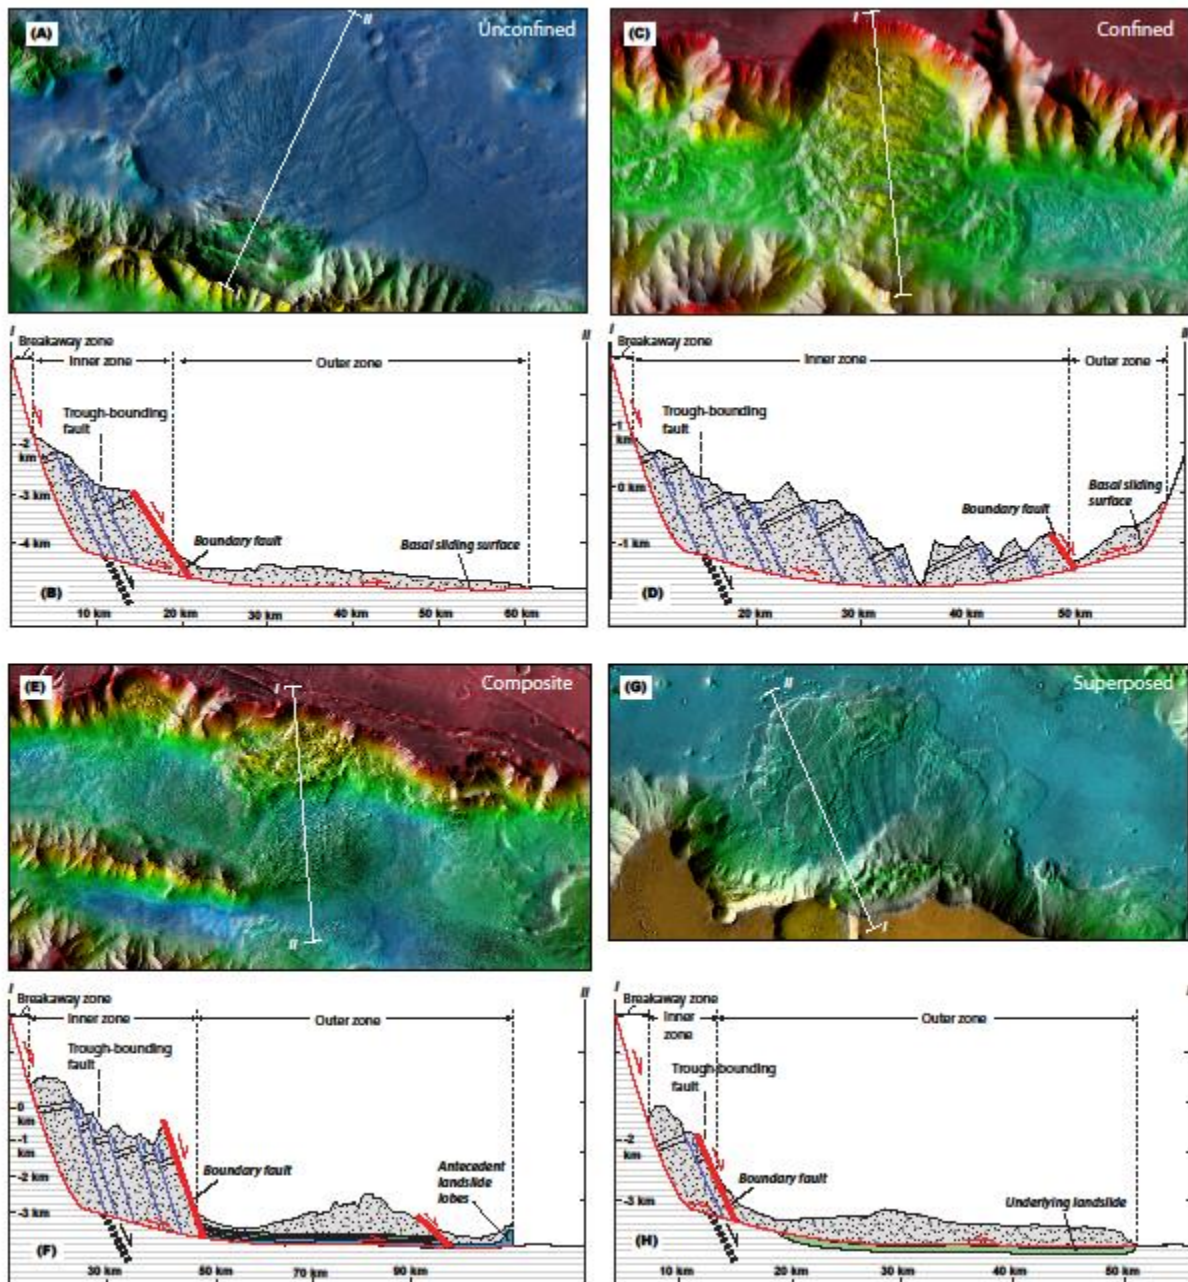 (A)
II
Unconfined
(C)
I
Confined
II
I
II
Breakaway zone
Inner zone
Outer zone
Trough-bounding
fault
-2
km
-3 km
-4 km
Boundary fault
Basal sliding surface
(B)
10 km
20 km
30 km
40 km
50 km
60 km
I
II
Breakaway zone
Inner zone
Outer zone
Trough-bounding
fault
1
km
0 km
-1 km
Boundary fault
Basal sliding
surface
(D)
20 km
30 km
40 km
50 km
(E)
I
Composite
II
(G)
II
Superposed
I
I
II
Breakaway zone
Inner zone
Outer zone
Trough-bounding
fault
0
km
-1
km
-2 km
-3 km
Boundary fault
Antecedent
landslide
lobes
(F)
30 km
50 km
70 km
90 km
I
Breakaway zone
Inner
zone
Outer zone
Trough-bounding
fault
-2
km
-3 km
Boundary fault
Underlying landslide
(H)
10 km
20 km
30 km
40 km
50 km